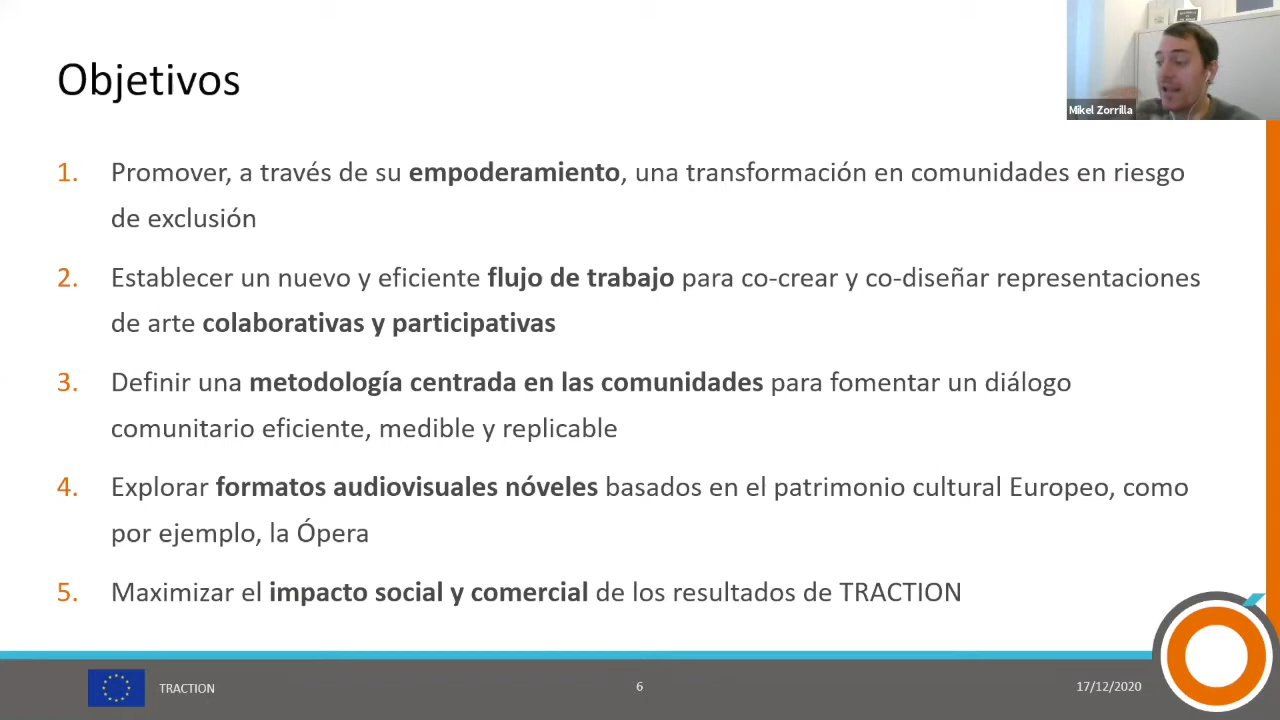 Objetivos
Mikel Zorrilla
1. Promover, a través de su empoderamiento, una transformación en comunidades en riesgo
de exclusión
2. Establecer un nuevo y eficiente flujo de trabajo para co-crear y co-diseñar representaciones
de arte colaborativas y participativas
3. Definir una metodología centrada en las comunidades para fomentar un diálogo
comunitario eficiente, medible y replicable
4. Explorar formatos audiovisuales nóveles basados en el patrimonio cultural Europeo, como
por ejemplo, la Ópera
5. Maximizar el impacto social y comercial de los resultados de TRACTION
TRACTION
6
17/12/2020